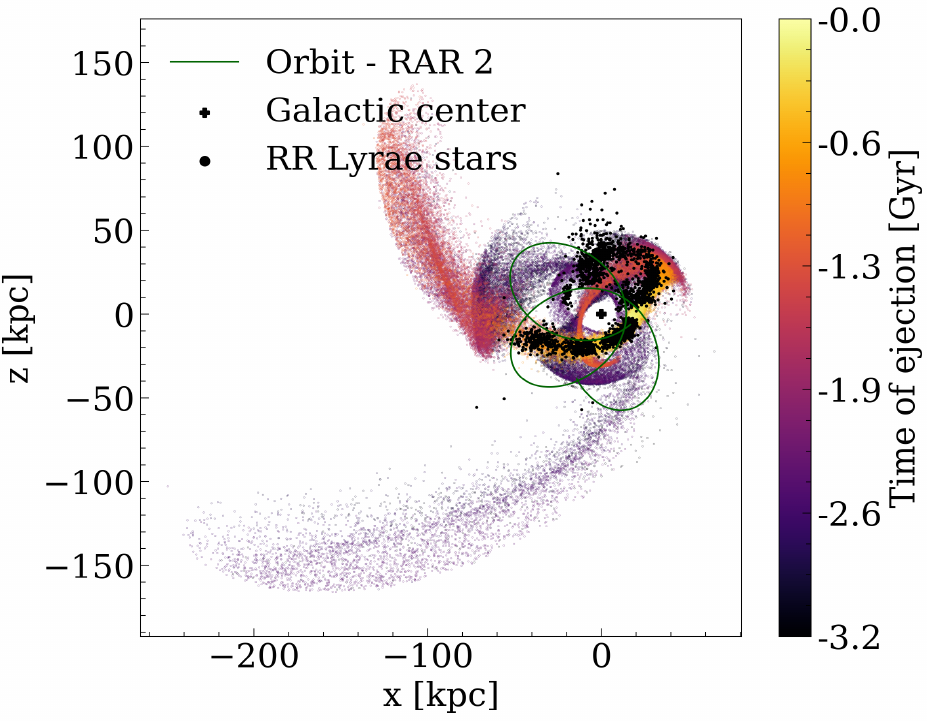 Orbit - RAR 2
Galactic center
RR Lyrae stars
150
100
50
0
−50
−100
−150
z [kpc]
−200
−100
0
x [kpc]
-0.0
-0.6
-1.3
-1.9
-2.6
-3.2
Time of ejection [Gyr]